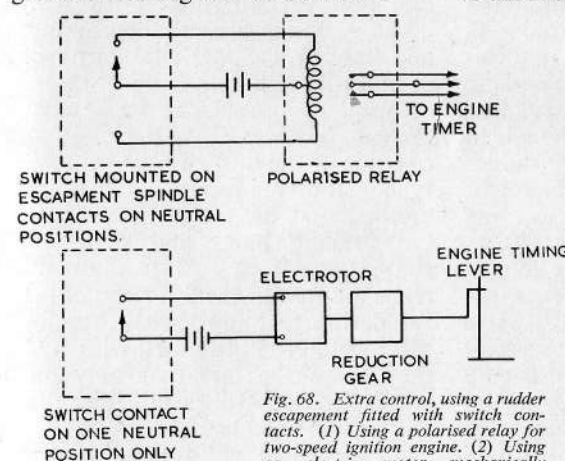 TO ENGINE
TIMER
SWITCH MOUNTED ON
ESCAPMENT SPINDLE
CONTACTS ON NEUTRAL
POSITIONS.
POLARISED RELAY
ELECTROTOR
ENGINE TIMING
LEVER
REDUCTION
GEAR
SWITCH CONTACT
ON ONE NEUTRAL
POSITION ONLY
Fig. 68. Extra control, using a rudder
escapement fitted with switch con-
tacts. (1) Using a polarised relay for
two-speed ignition engine. (2) Using